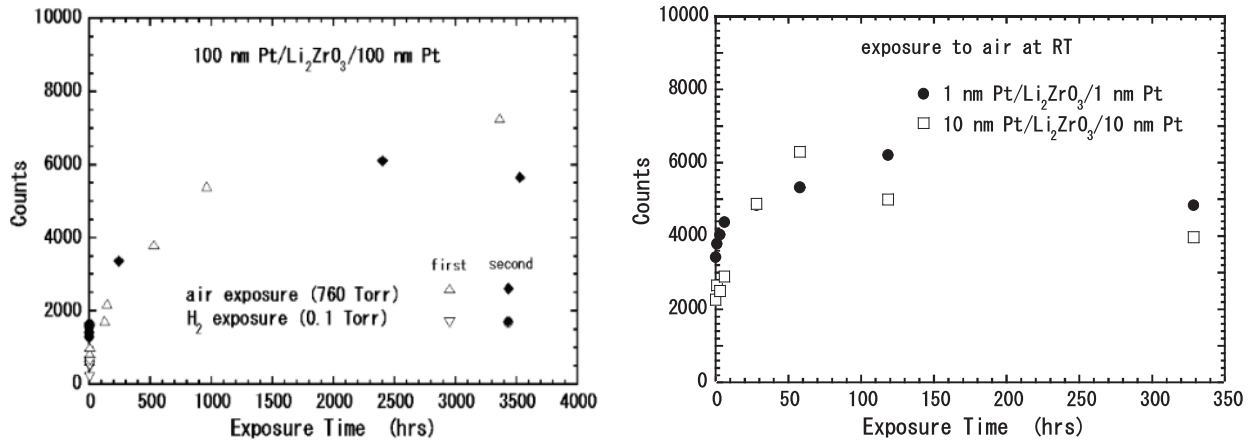 10000
8000
6000
4000
2000
0
Counts
100 nm Pt/Li₂ZrO₃/100 nm Pt
first second
air exposure (760 Torr)
H₂ exposure (0.1 Torr)
0 500 1000 1500 2000 2500 3000 3500 4000
Exposure Time (hrs)
10000
8000
6000
4000
2000
0
Counts
exposure to air at RT
1 nm Pt/Li₂ZrO₃/1 nm Pt
10 nm Pt/Li₂ZrO₃/10 nm Pt
0 50 100 150 200 250 300 350
Exposure Time (hrs)